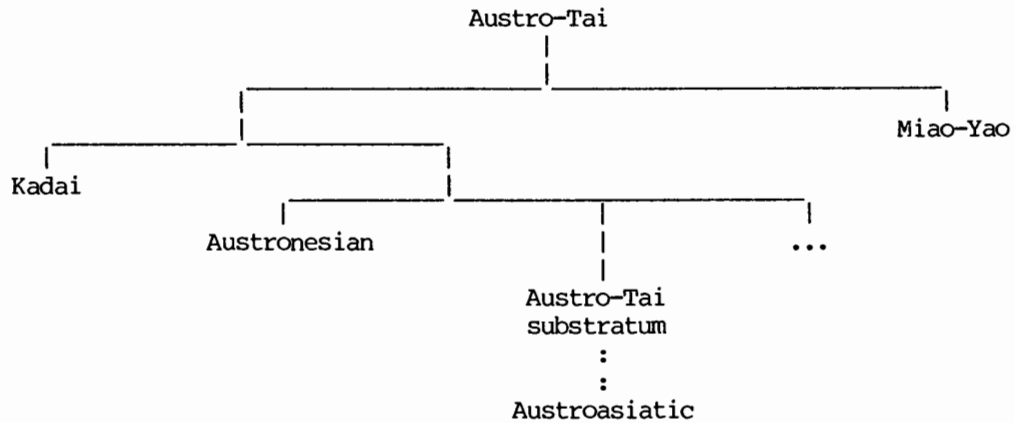 Austro-Tai
Miao-Yao
Kadai
Austronesian
...
Austro-Tai
substratum
Austroasiatic